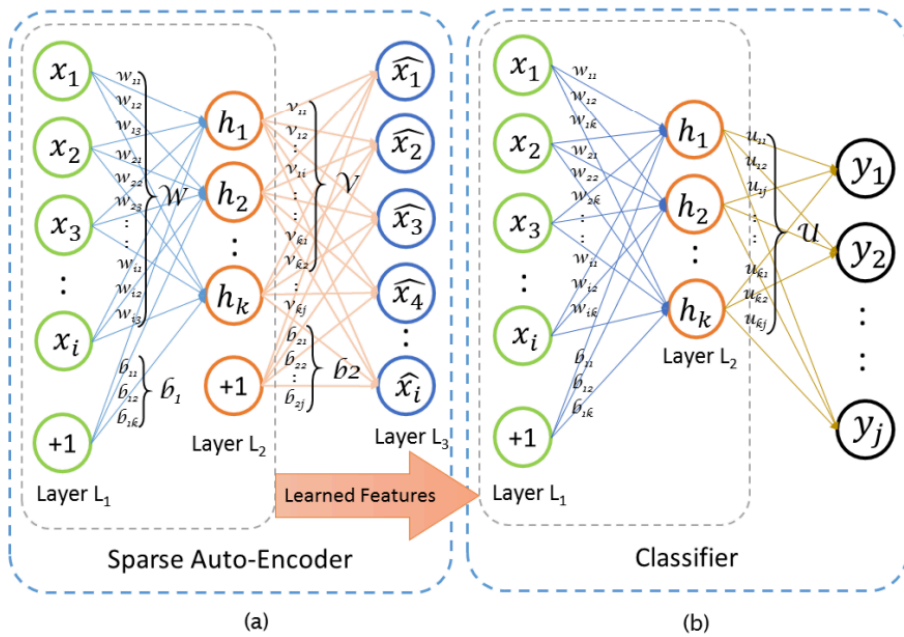 x₁
x₂
x₃
⋮
xᵢ
+1
Layer L₁
w₁₁
w₁₂
w₁₃
w₂₁
w₂₂
w₂₃
⋮
wᵢ₁
wᵢ₂
wᵢ₃
W
b₁₁
b₁₂
b₁ₖ
b₁
h₁
h₂
⋮
hₖ
+1
Layer L₂
v₁₁
v₁₂
⋮
v₁ᵢ
⋮
vₖ₁
vₖ₂
⋮
vₖⱼ
V
b₂₁
b₂₂
⋮
b₂ⱼ
b2
x̂₁
x̂₂
x̂₃
x̂₄
⋮
x̂ᵢ
Layer L₃
Learned Features
Sparse Auto-Encoder
(a)
x₁
x₂
x₃
⋮
xᵢ
+1
Layer L₁
w₁₁
w₁₂
w₁ₖ
w₂₁
w₂₂
w₂ₖ
⋮
wᵢ₁
wᵢ₂
wᵢₖ
b₁₁
b₁₂
b₁ₖ
h₁
h₂
⋮
hₖ
Layer L₂
u₁₁
u₁₂
u₁ⱼ
⋮
uₖ₁
uₖ₂
uₖⱼ
U
y₁
y₂
⋮
yⱼ
Classifier
(b)